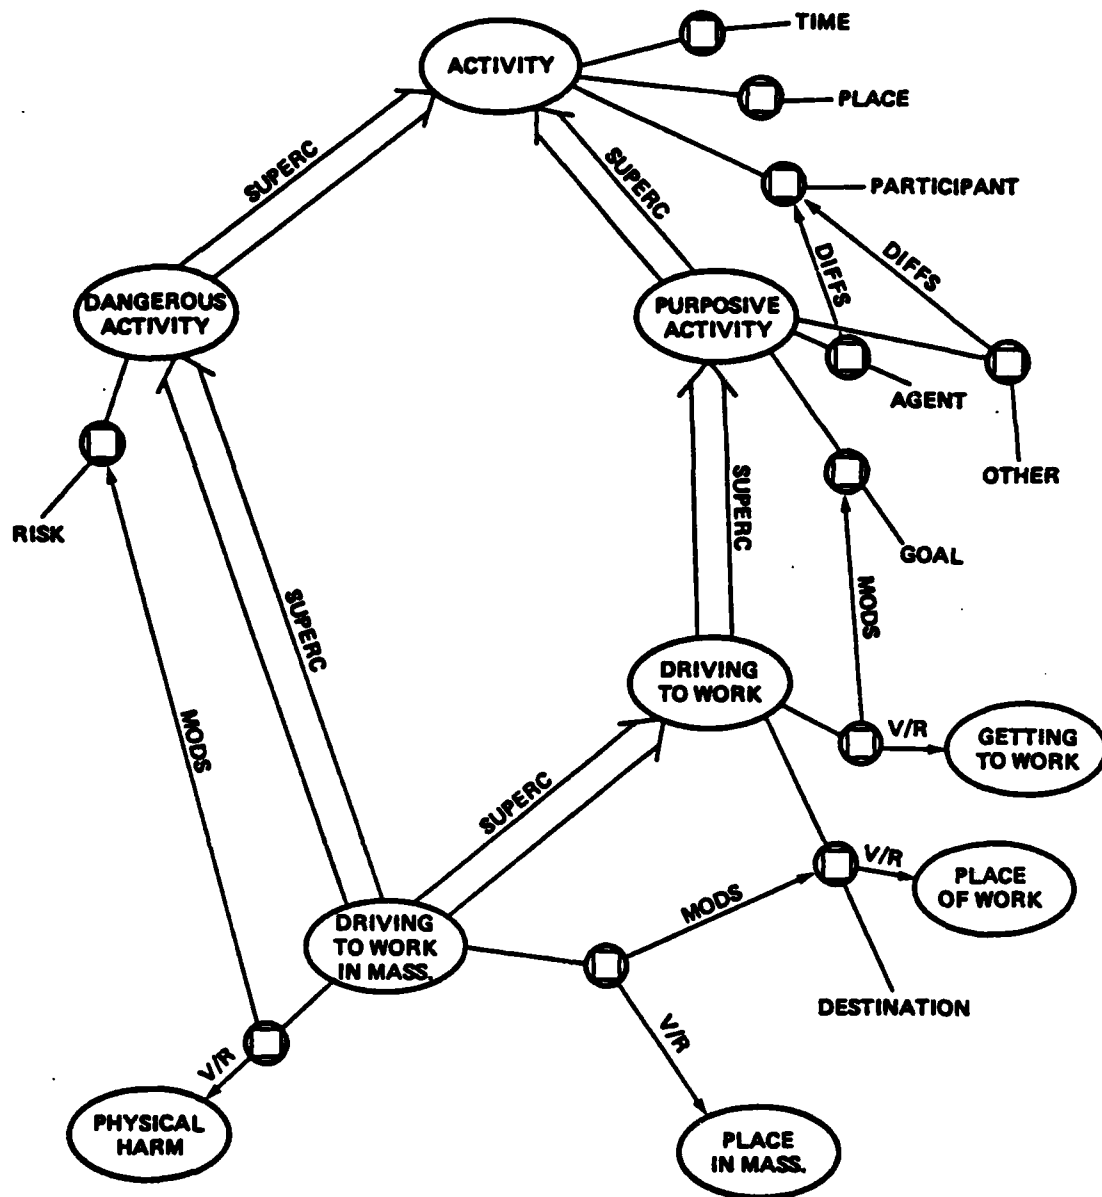 TIME
ACTIVITY
PLACE
SUPERC
SUPERC
PARTICIPANT
DIFFS
DIFFS
DANGEROUS
ACTIVITY
PURPOSIVE
ACTIVITY
AGENT
OTHER
RISK
SUPERC
GOAL
SUPERC
MODS
DRIVING
TO WORK
MODS
V/R
GETTING
TO WORK
SUPERC
V/R
PLACE
OF WORK
MODS
DRIVING
TO WORK
IN MASS.
DESTINATION
V/R
V/R
PHYSICAL
HARM
PLACE
IN MASS.